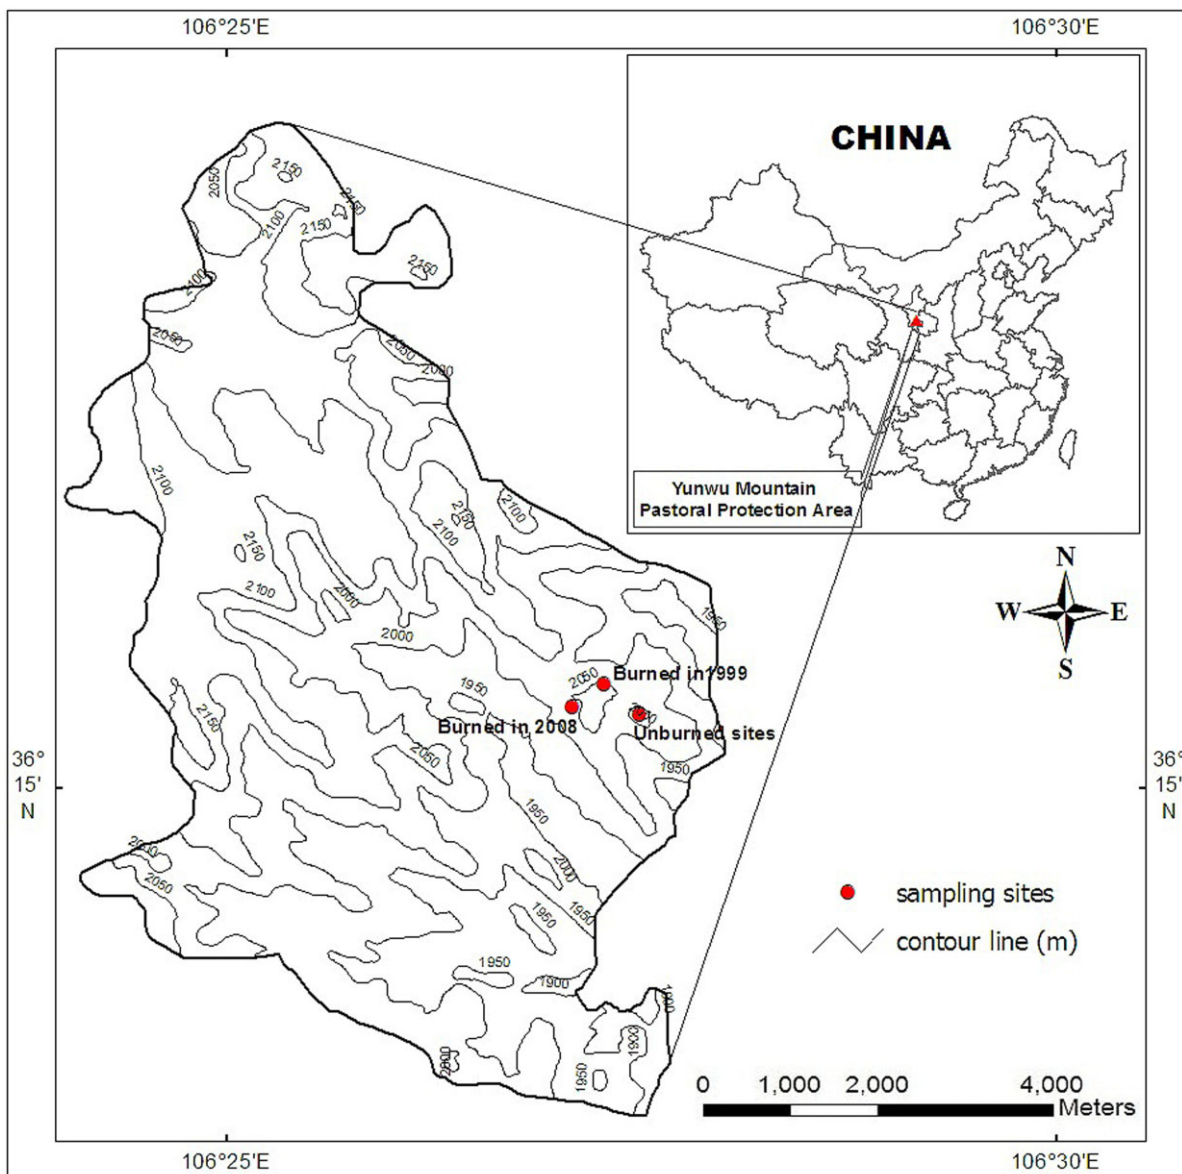 106°25'E
106°30'E
CHINA
2050
2150
2150
2150
2100
2150
2100
2050
2050
2000
Yunwu Mountain
Pastoral Protection Area
2100
2150
2100
2100
2150
2100
2000
1950
N
W E
S
2000
2050
Burned in1999
1950
2150
Burned in 2008
Unburned sites
2050
1950
36°
15'
N
36°
15'
N
1950
2000
2050
2000
1950
1950
sampling sites
contour line (m)
1950
1900
1900
1950
2000
0 1,000 2,000 4,000
Meters
106°25'E
106°30'E